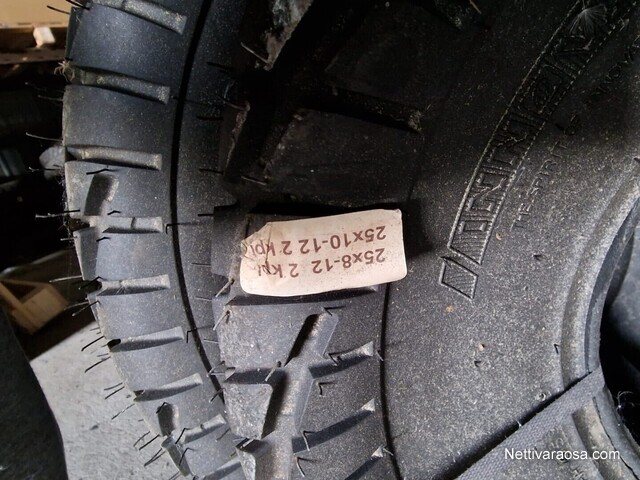 25x8-12 2 kpl
25x10-12 2 kpl
THE SPIRIT OF
Nettivaraosa.com